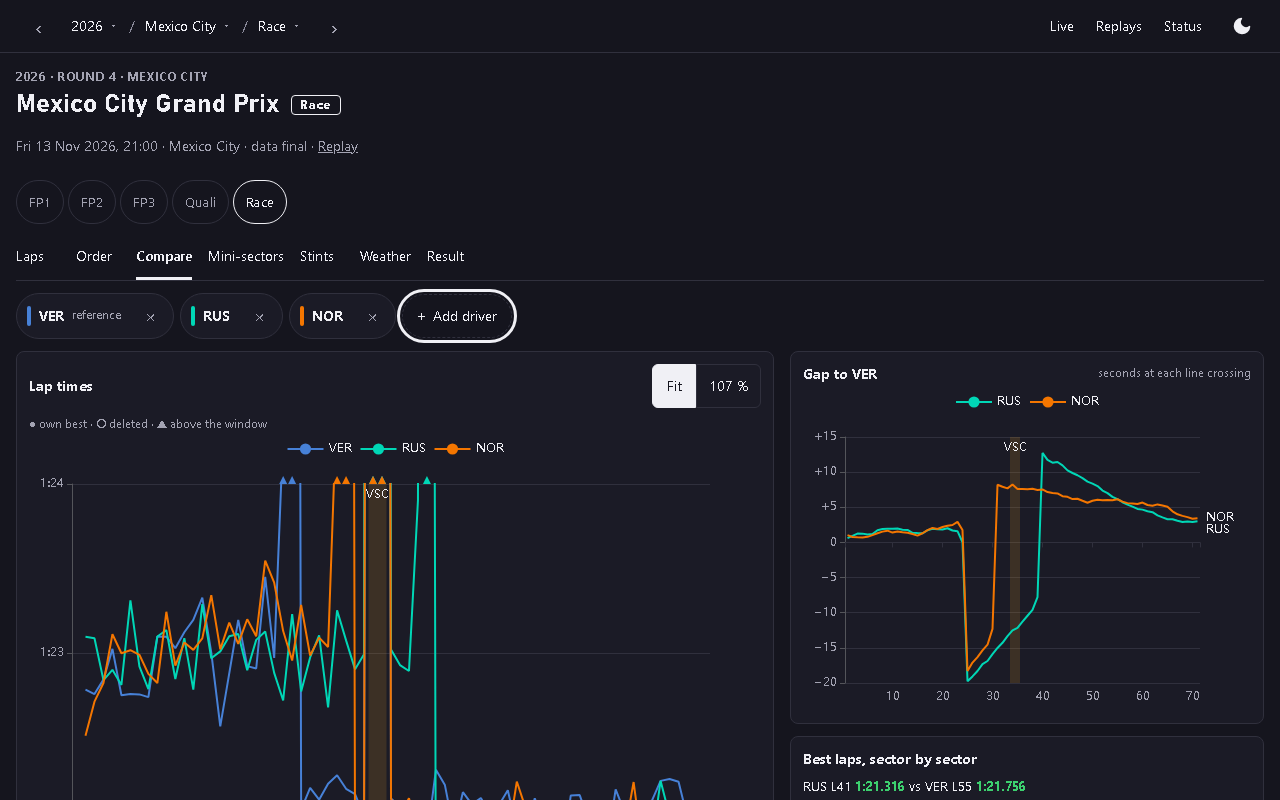 2026 / Mexico City / Race
Live Replays Status
2026 · ROUND 4 · MEXICO CITY
Mexico City Grand Prix Race
Fri 13 Nov 2026, 21:00 · Mexico City · data final · Replay
FP1 FP2 FP3 Quali Race
Laps Order Compare Mini-sectors Stints Weather Result
VER reference × RUS × NOR × + Add driver
Lap times
Fit 107 %
● own best · O deleted · ▲ above the window
VER RUS NOR
1:24
VSC
1:23
Gap to VER
seconds at each line crossing
RUS NOR
+15
VSC
+10
+5
0
−5
−10
−15
−20
NOR
RUS
10 20 30 40 50 60 70
Best laps, sector by sector
RUS L41 1:21.316 vs VER L55 1:21.756